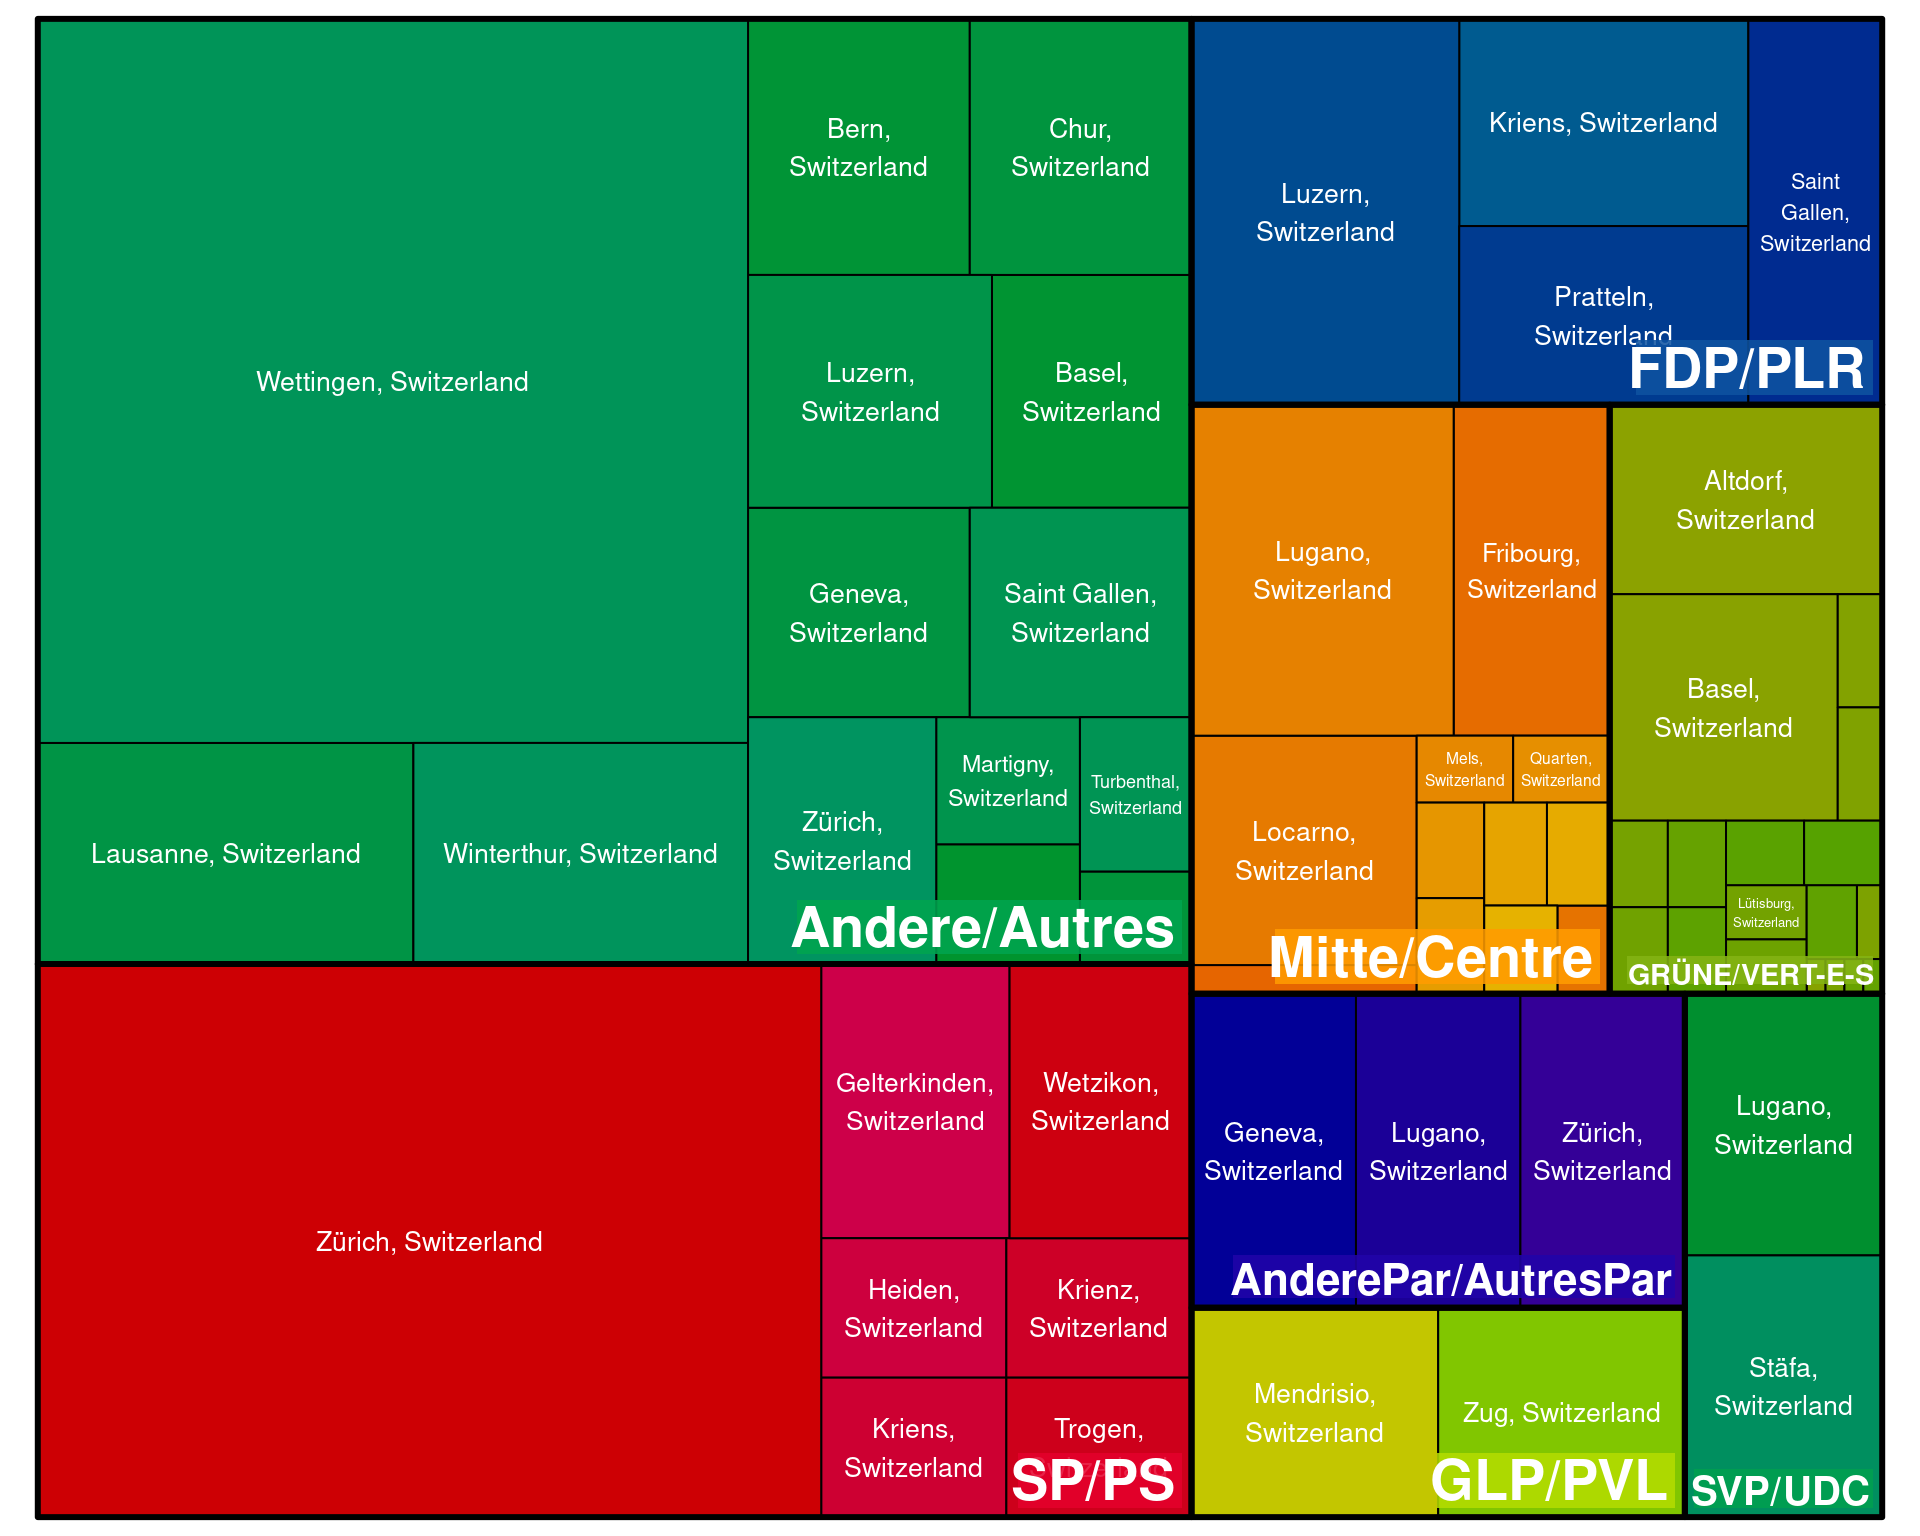 Wettingen, Switzerland
Bern,
Switzerland
Chur,
Switzerland
Luzern,
Switzerland
Basel,
Switzerland
Geneva,
Switzerland
Saint Gallen,
Switzerland
Lausanne, Switzerland
Winterthur, Switzerland
Zürich,
Switzerland
Martigny,
Switzerland
Turbenthal,
Switzerland
Andere/Autres
Zürich, Switzerland
Gelterkinden,
Switzerland
Wetzikon,
Switzerland
Heiden,
Switzerland
Krienz,
Switzerland
Kriens,
Switzerland
Trogen,
SP/PS
Luzern,
Switzerland
Kriens, Switzerland
Pratteln,
Switzerland
Saint
Gallen,
Switzerland
FDP/PLR
Lugano,
Switzerland
Fribourg,
Switzerland
Locarno,
Switzerland
Mels,
Switzerland
Quarten,
Switzerland
Mitte/Centre
Altdorf,
Switzerland
Basel,
Switzerland
Lütisburg,
Switzerland
GRÜNE/VERT-E-S
Geneva,
Switzerland
Lugano,
Switzerland
Zürich,
Switzerland
AnderePar/AutresPar
Mendrisio,
Switzerland
Zug, Switzerland
GLP/PVL
Lugano,
Switzerland
Stäfa,
Switzerland
SVP/UDC